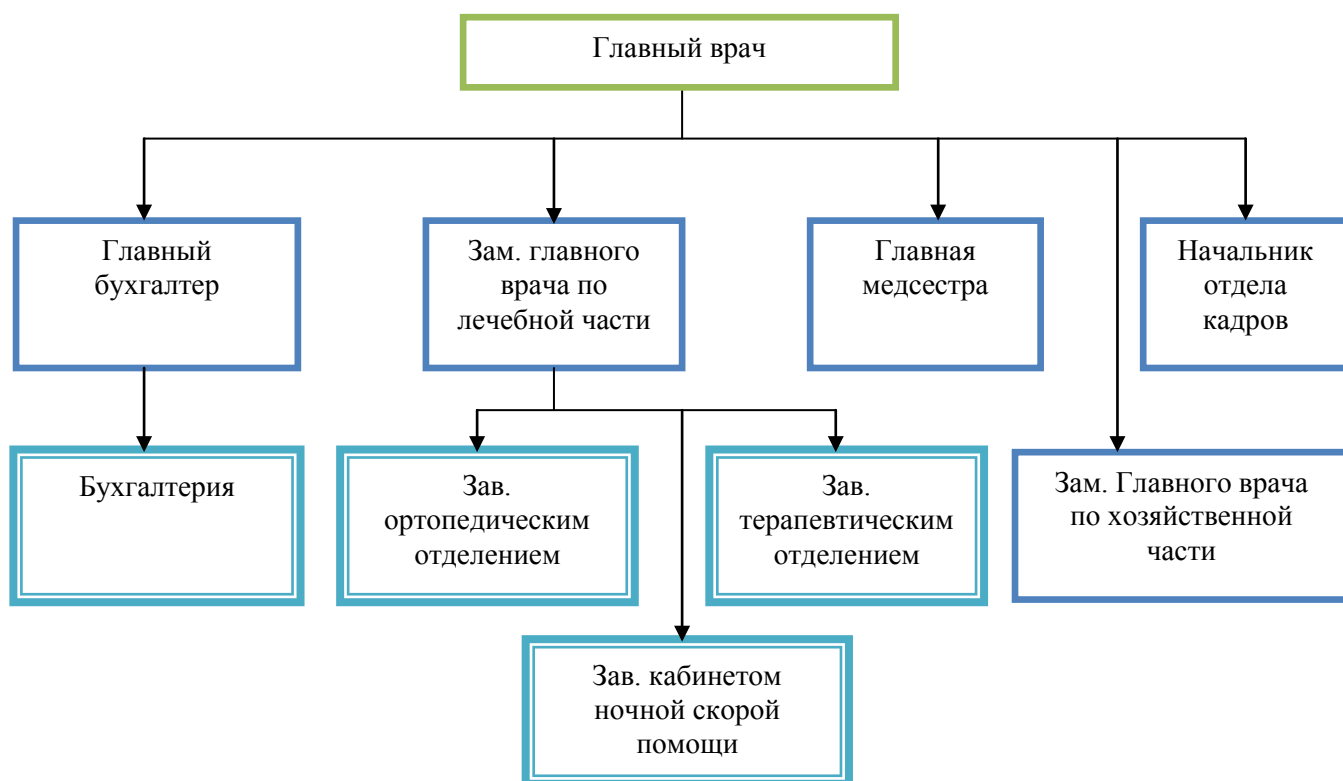 Главный врач
Главный
бухгалтер
Зам. главного
врача по
лечебной части
Главная
медсестра
Начальник
отдела
кадров
Бухгалтерия
Зав.
ортопедическим
отделением
Зав.
терапевтическим
отделением
Зам. Главного врача
по хозяйственной
части
Зав. кабинетом
ночной скорой
помощи